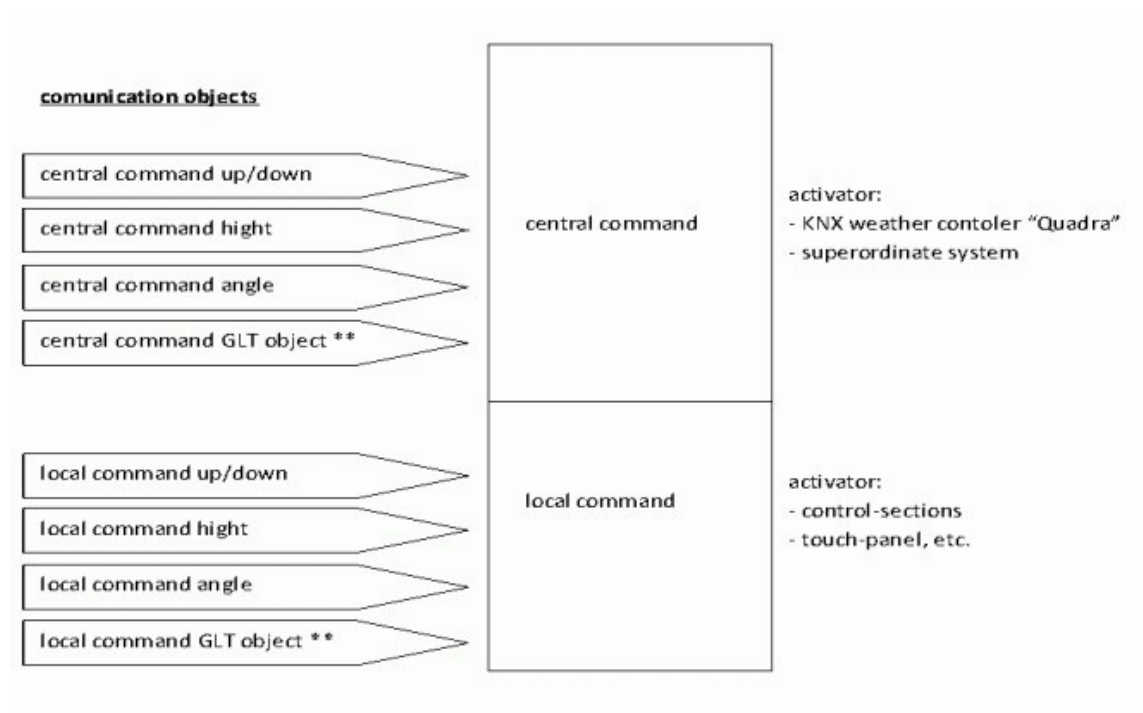 comunication objects
central command up/down
central command hight
central command angle
central command GLT object **
central command
activator:
- KNX weather contoler “Quadra”
- superordinate system
local command up/down
local command hight
local command angle
local command GLT object **
local command
activator:
- control-sections
- touch-panel, etc.